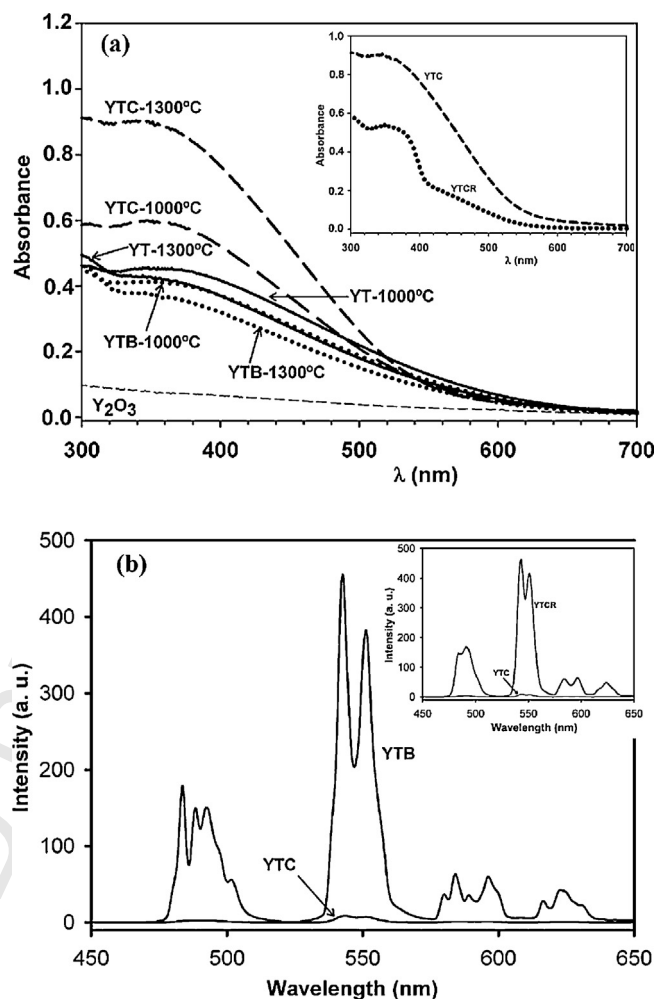 (a)
1.2
1.0
0.8
0.6
0.4
0.2
0.0
Absorbance
YTC-1300ºC
YTC-1000ºC
YT-1300ºC
YT-1000ºC
YTB-1000ºC
YTB-1300ºC
Y2O3
300 400 500 600 700
λ (nm)
1.0
0.8
0.6
0.4
0.2
0.0
Absorbance
YTC
YTCR
300 400 500 600 700
λ (nm)
(b)
500
400
300
200
100
0
Intensity (a. u.)
YTB
YTC
450 500 550 600 650
Wavelength (nm)
500
400
300
200
100
0
Intensity (a. u.)
YTCR
YTC
450 500 550 600 650
Wavelength (nm)